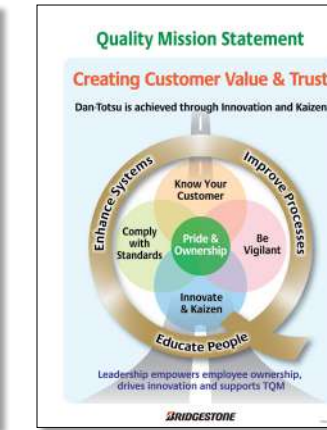 Quality Mission Statement
Creating Customer Value & Trust
Dan-Totsu is achieved through Innovation and Kaizen
Enhance Systems
Improve Processes
Know Your
Customer
Comply
with
Standards
Pride &
Ownership
Be
Vigilant
Innovate
& Kaizen
Educate People
Leadership empowers employee ownership,
drives innovation and supports TQM
BRIDGESTONE